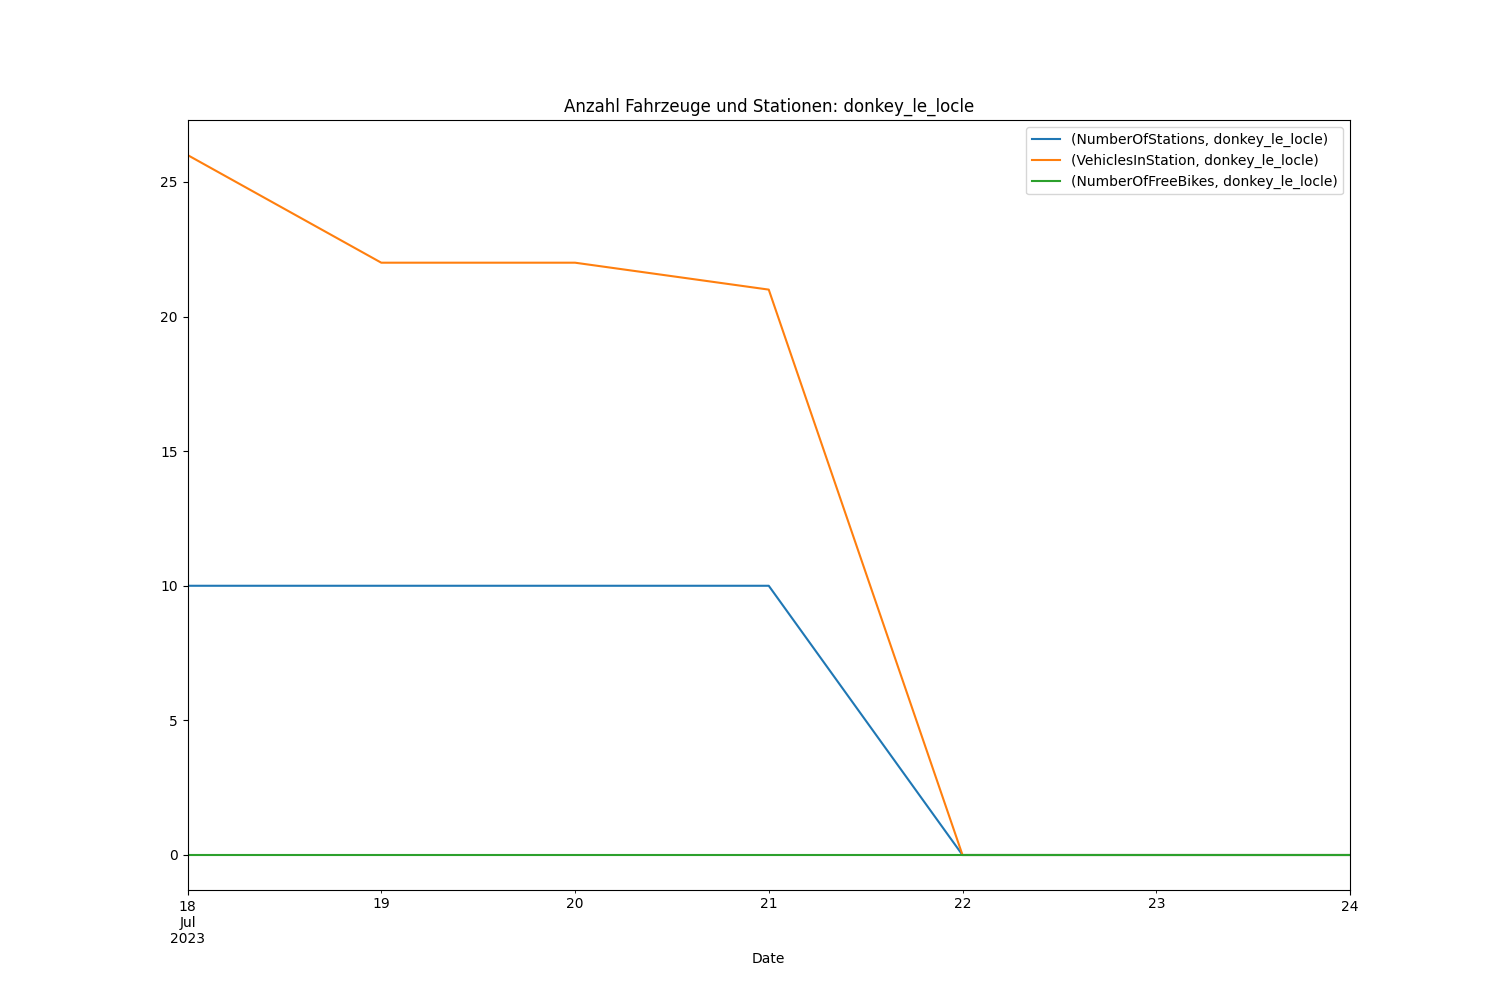 Anzahl Fahrzeuge und Stationen: donkey_le_locle
(NumberOfStations, donkey_le_locle)
(VehiclesInStation, donkey_le_locle)
(NumberOfFreeBikes, donkey_le_locle)
25
20
15
10
5
0
18 19 20 21 22 23 24
Jul
2023
Date